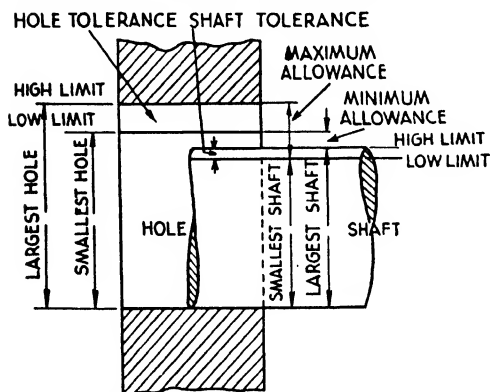 HOLE TOLERANCE SHAFT TOLERANCE
MAXIMUM
ALLOWANCE
MINIMUM
ALLOWANCE
HIGH LIMIT
LOW LIMIT
HIGH LIMIT
LOW LIMIT
LARGEST HOLE
SMALLEST HOLE
HOLE
SMALLEST SHAFT
LARGEST SHAFT
SHAFT